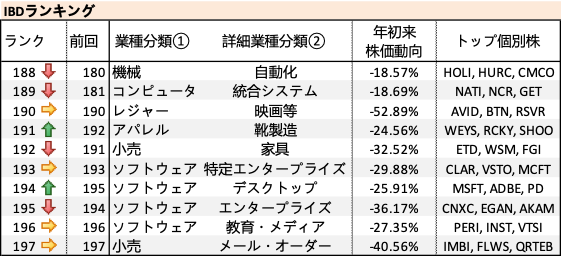 IBDランキング
ランク 前回 業種分類① 詳細業種分類② 年初来株価動向 トップ個別株
188 180 機械 自動化 -18.57% HOLI, HURC, CMCO
189 181 コンピュータ 統合システム -18.69% NATI, NCR, GET
190 190 レジャー 映画等 -52.89% AVID, BTN, RSVR
191 192 アパレル 靴製造 -24.56% WEYS, RCKY, SHOO
192 191 小売 家具 -32.52% ETD, WSM, FGI
193 193 ソフトウェア 特定エンタープライズ -29.88% CLAR, VSTO, MCFT
194 195 ソフトウェア デスクトップ -25.91% MSFT, ADBE, PD
195 194 ソフトウェア エンタープライズ -36.17% CNXC, EGAN, AKAM
196 196 ソフトウェア 教育・メディア -27.35% PERI, INST, VTSI
197 197 小売 メール・オーダー -40.56% IMBI, FLWS, QRTEB